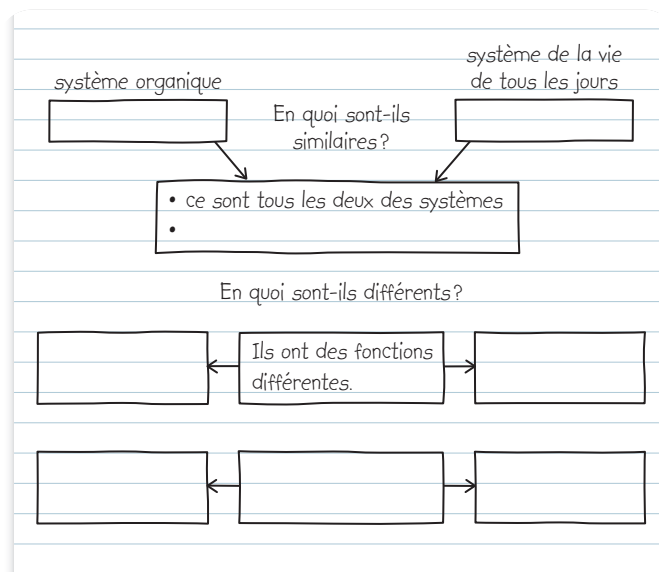 système organique
système de la vie
de tous les jours
En quoi sont-ils
similaires?
• ce sont tous les deux des systèmes
•
En quoi sont-ils différents?
Ils ont des fonctions
différentes.